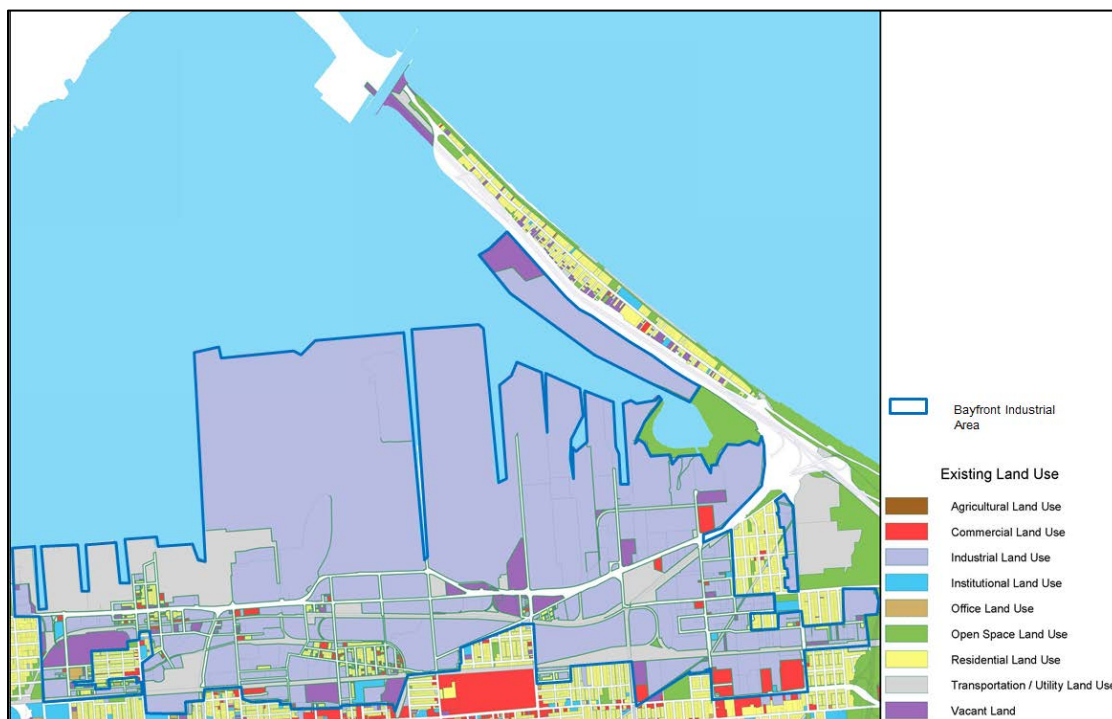 Bayfront Industrial
Area
Existing Land Use
Agricultural Land Use
Commercial Land Use
Industrial Land Use
Institutional Land Use
Office Land Use
Open Space Land Use
Residential Land Use
Transportation / Utility Land Use
Vacant Land